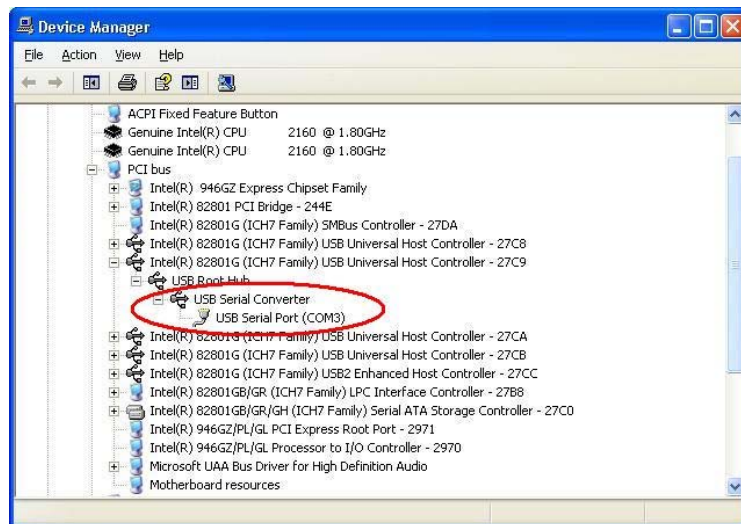 Device Manager
File Action View Help
ACPI Fixed Feature Button
Genuine Intel(R) CPU 2160 @ 1.80GHz
Genuine Intel(R) CPU 2160 @ 1.80GHz
PCI bus
Intel(R) 946GZ Express Chipset Family
Intel(R) 82801 PCI Bridge - 244E
Intel(R) 82801G (ICH7 Family) SMBus Controller - 27DA
Intel(R) 82801G (ICH7 Family) USB Universal Host Controller - 27C8
Intel(R) 82801G (ICH7 Family) USB Universal Host Controller - 27C9
USB Root Hub
USB Serial Converter
USB Serial Port (COM3)
Intel(R) 82801G (ICH7 Family) USB Universal Host Controller - 27CA
Intel(R) 82801G (ICH7 Family) USB Universal Host Controller - 27CB
Intel(R) 82801G (ICH7 Family) USB2 Enhanced Host Controller - 27CC
Intel(R) 82801GB/GR (ICH7 Family) LPC Interface Controller - 27B8
Intel(R) 82801GB/GR/GH (ICH7 Family) Serial ATA Storage Controller - 27C0
Intel(R) 946GZ/PL/GL PCI Express Root Port - 2971
Intel(R) 946GZ/PL/GL Processor to I/O Controller - 2970
Microsoft UAA Bus Driver for High Definition Audio
Motherboard resources